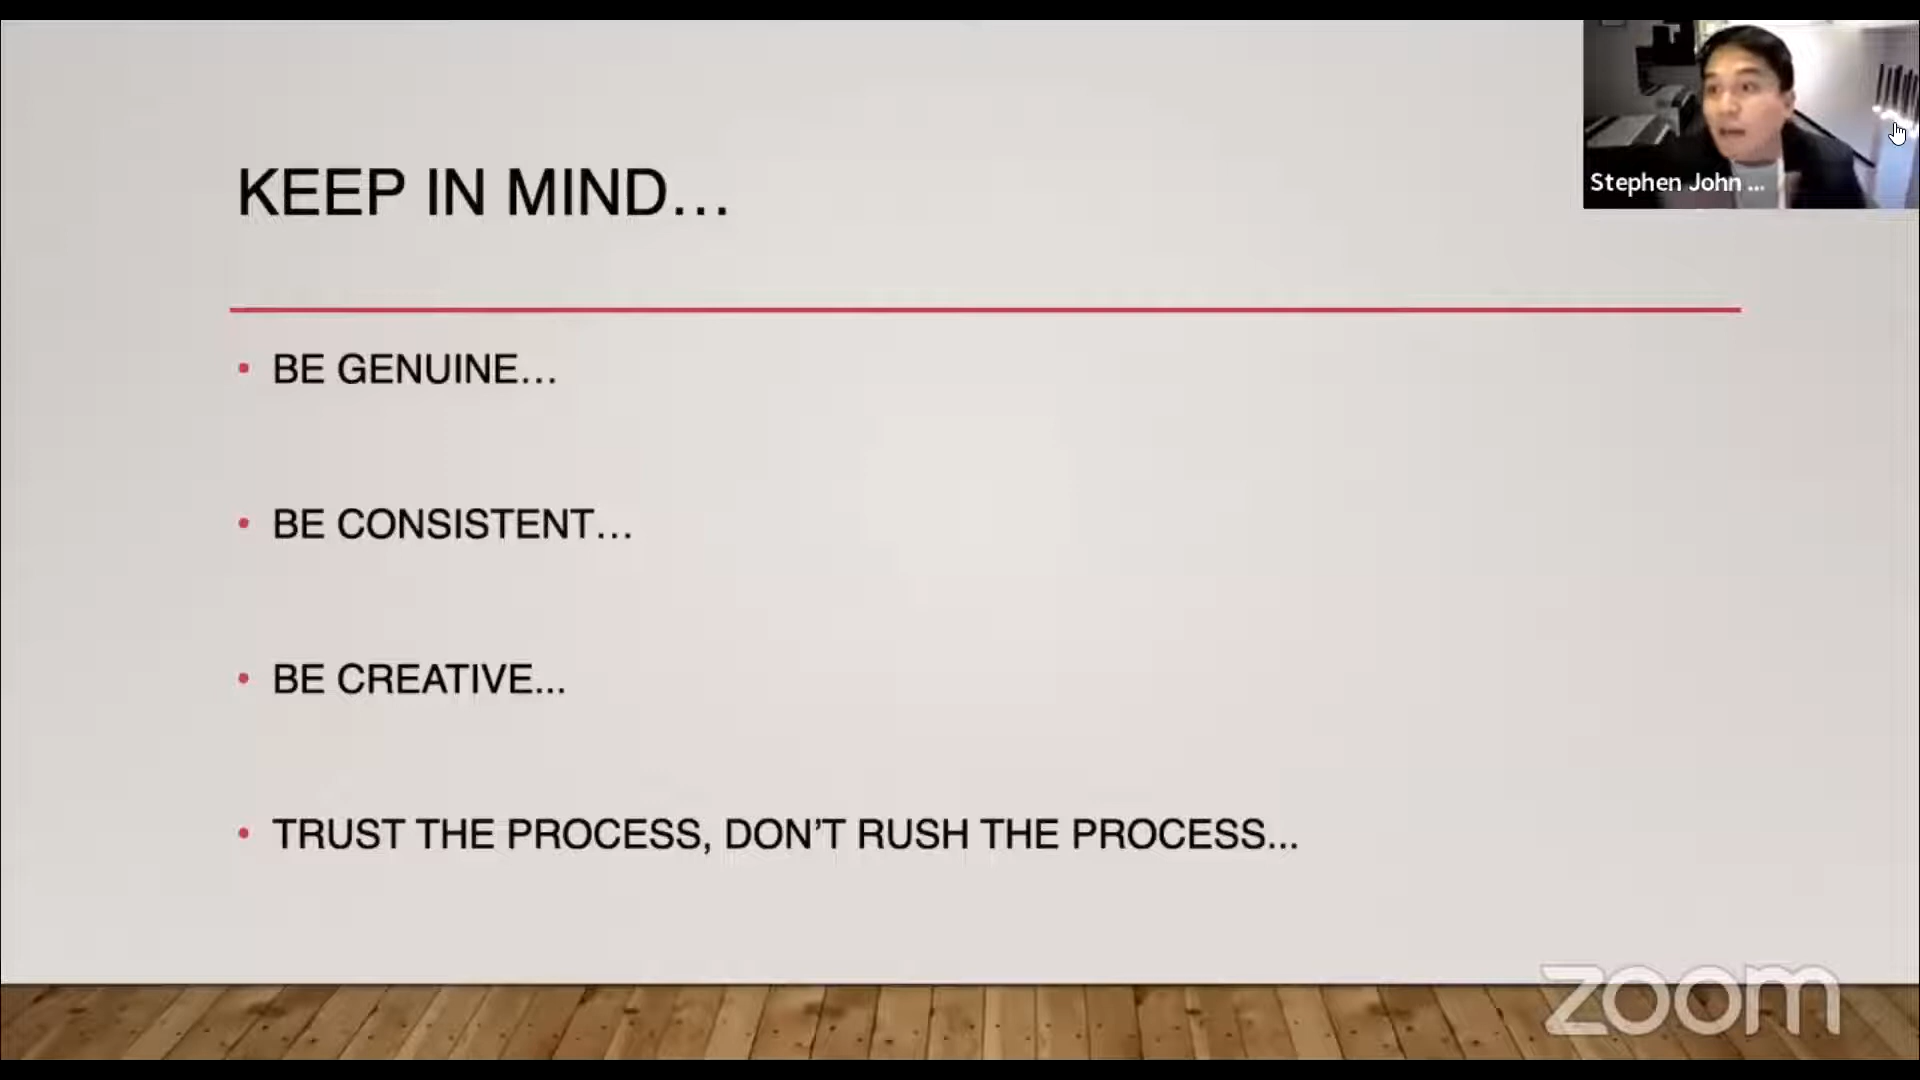 Stephen John ...
KEEP IN MIND…
• BE GENUINE…
• BE CONSISTENT…
• BE CREATIVE...
• TRUST THE PROCESS, DON’T RUSH THE PROCESS...
zoom